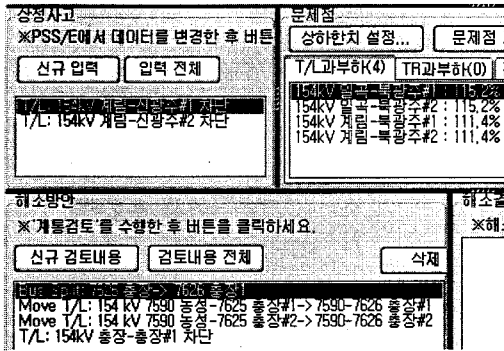 상정사고
※PSS/E에서 데이터를 변경한 후 버튼
신규 입력
입력 전체
T/L: 154kV 계림-신광주#1 차단
T/L: 154kV 계림-신광주#2 차단
문제점
상하한치 설정...
문제점
T/L과부하(4)
TR과부하(0)
154kV 일곡-북광주#1 : 115.2%
154kV 일곡-북광주#2 : 115.2%
154kV 계림-북광주#1 : 111.4%
154kV 계림-북광주#2 : 111.4%
해소방안
※'계통검토'를 수행한 후 버튼을 클릭하세요.
신규 검토내용
검토내용 전체
삭제
Bus Split: 7625 충장-> 7626 충장1
Move T/L: 154 kV 7590 농성-7625 충장#1-> 7590-7626 충장#1
Move T/L: 154 kV 7590 농성-7625 충장#2-> 7590-7626 충장#2
T/L: 154kV 충장-충장#1 차단
※해